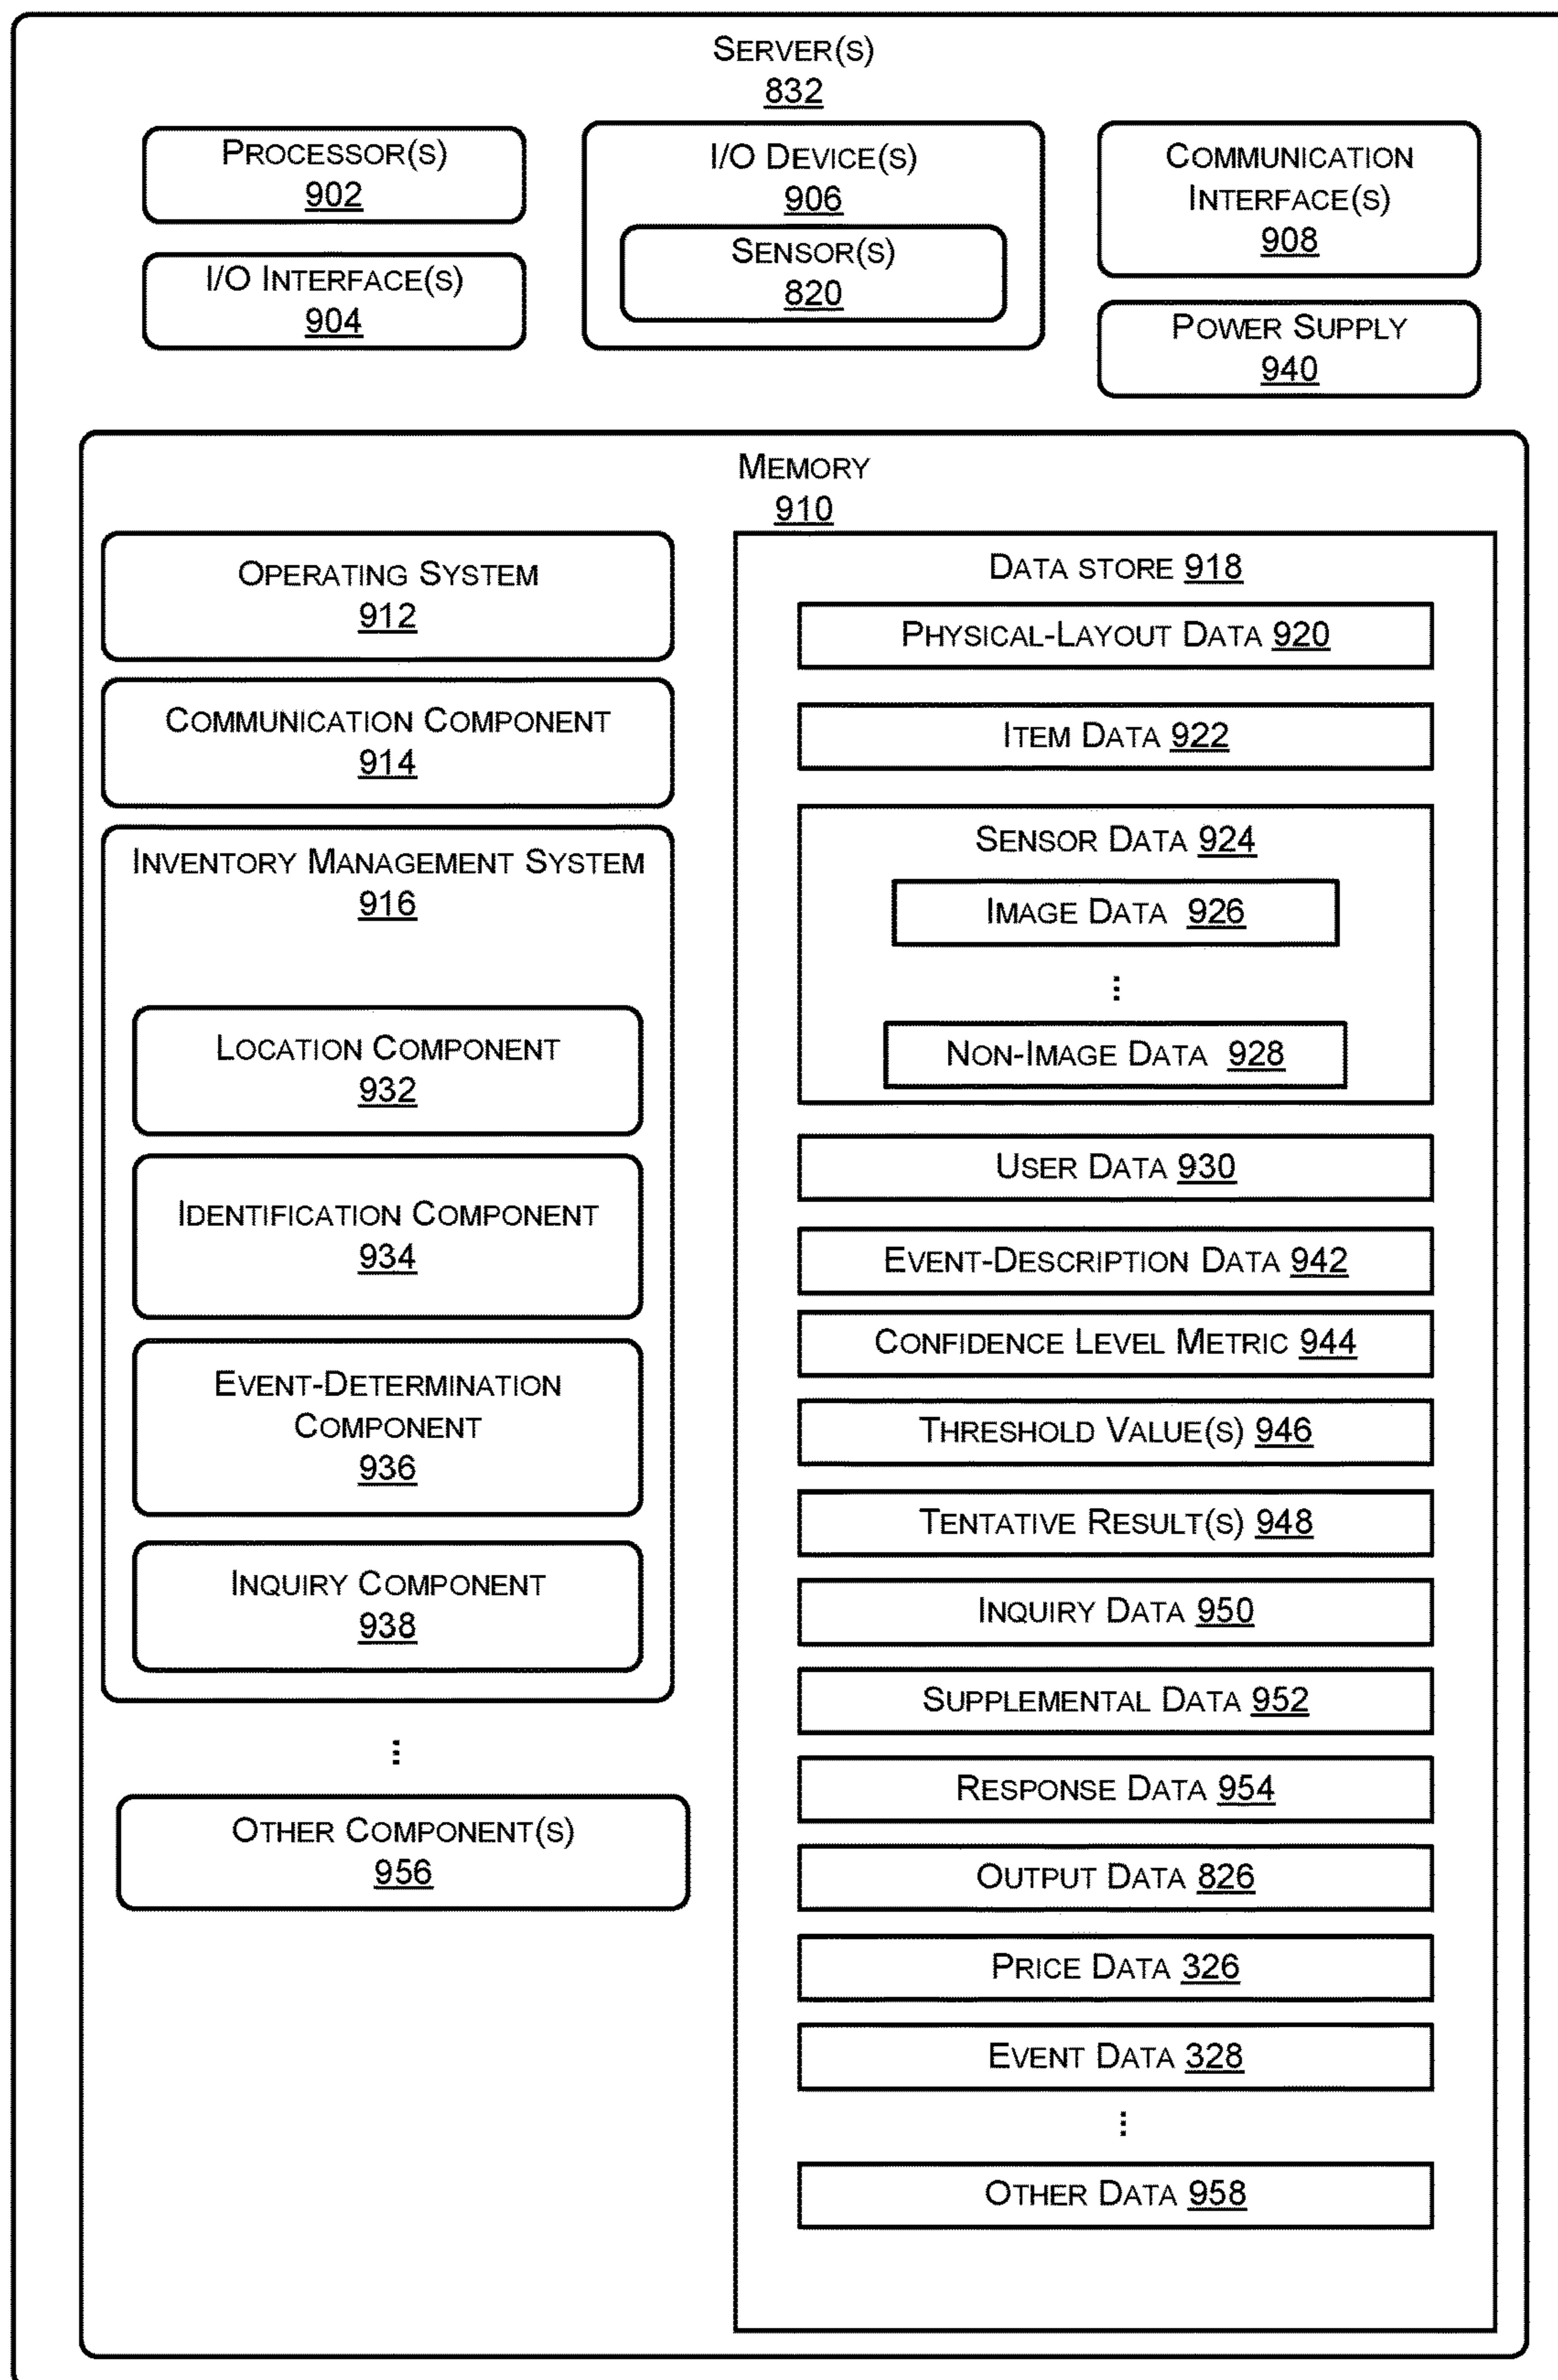 SERVER(S)
832
PROCESSOR(S)
902
I/O INTERFACE(S)
904
I/O DEVICE(S)
906
SENSOR(S)
820
COMMUNICATION
INTERFACE(S)
908
POWER SUPPLY
940
MEMORY
910
OPERATING SYSTEM
912
COMMUNICATION COMPONENT
914
INVENTORY MANAGEMENT SYSTEM
916
LOCATION COMPONENT
932
IDENTIFICATION COMPONENT
934
EVENT-DETERMINATION
COMPONENT
936
INQUIRY COMPONENT
938
...
OTHER COMPONENT(S)
956
DATA STORE 918
PHYSICAL-LAYOUT DATA 920
ITEM DATA 922
SENSOR DATA 924
IMAGE DATA 926
...
NON-IMAGE DATA 928
USER DATA 930
EVENT-DESCRIPTION DATA 942
CONFIDENCE LEVEL METRIC 944
THRESHOLD VALUE(S) 946
TENTATIVE RESULT(S) 948
INQUIRY DATA 950
SUPPLEMENTAL DATA 952
RESPONSE DATA 954
OUTPUT DATA 826
PRICE DATA 326
EVENT DATA 328
...
OTHER DATA 958